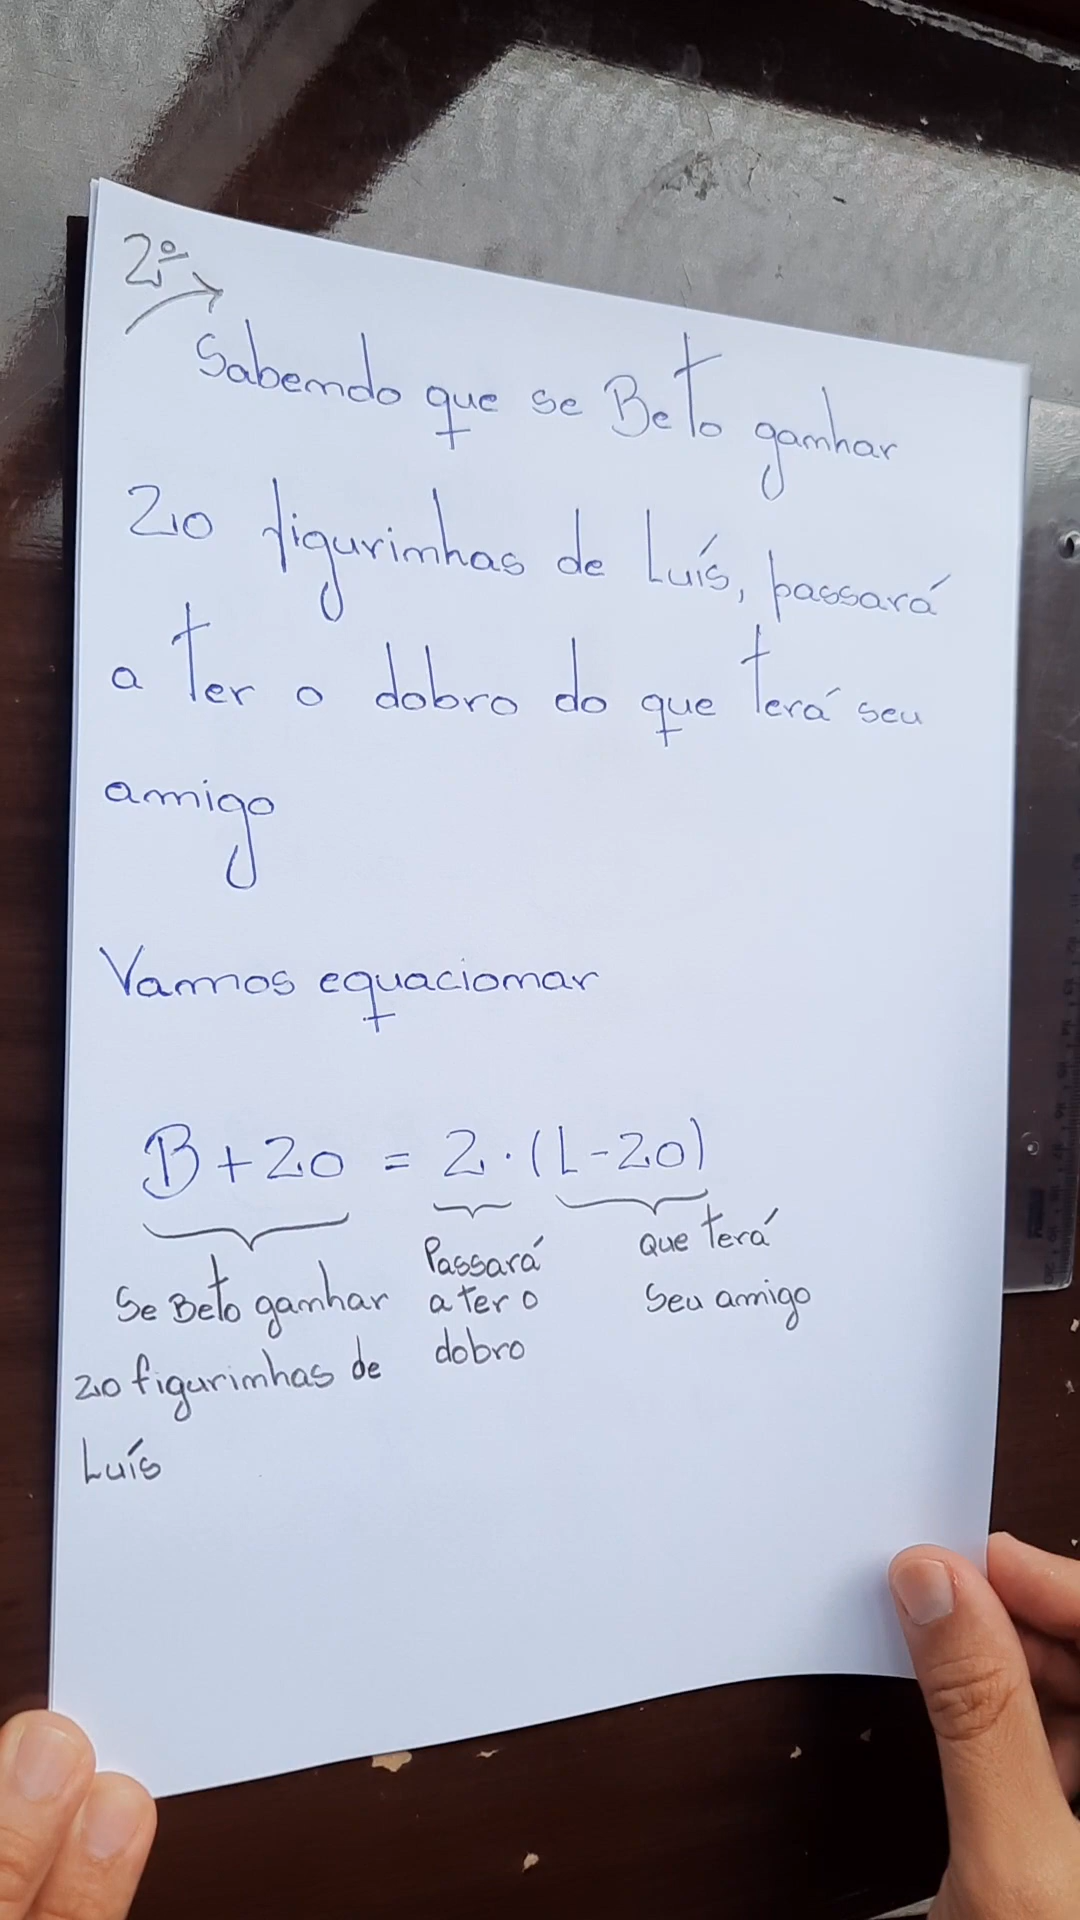 2º
Sabendo que se Beto ganhar
20 figurinhas de Luís, passará
a ter o dobro do que terá seu
amigo
Vamos equacionar
B+20 = 2·(L-20)
Se Beto ganhar
20 figurinhas de
Luís
Passará
a ter o
dobro
que terá
seu amigo